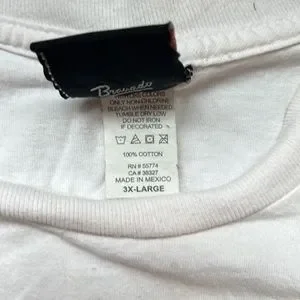 Bravado
ONLY NON-CHLORINE
BLEACH WHEN NEEDED
TUMBLE DRY LOW
DO NOT IRON
IF DECORATED
100% COTTON
RN # 55774
CA # 38327
MADE IN MEXICO
3X-LARGE